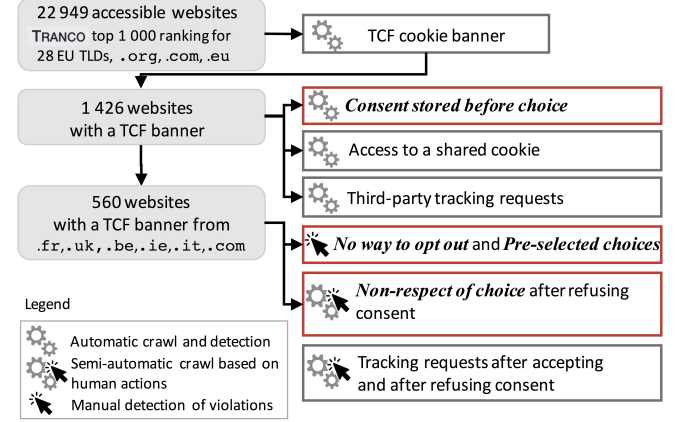 22 949 accessible websites
TRANCO top 1 000 ranking for
28 EU TLDs, .org, .com, .eu
TCF cookie banner
1 426 websites
with a TCF banner
Consent stored before choice
Access to a shared cookie
Third-party tracking requests
560 websites
with a TCF banner from
.fr,.uk,.be,.ie,.it,.com
No way to opt out and Pre-selected choices
Non-respect of choice after refusing
consent
Tracking requests after accepting
and after refusing consent
Legend
Automatic crawl and detection
Semi-automatic crawl based on
human actions
Manual detection of violations